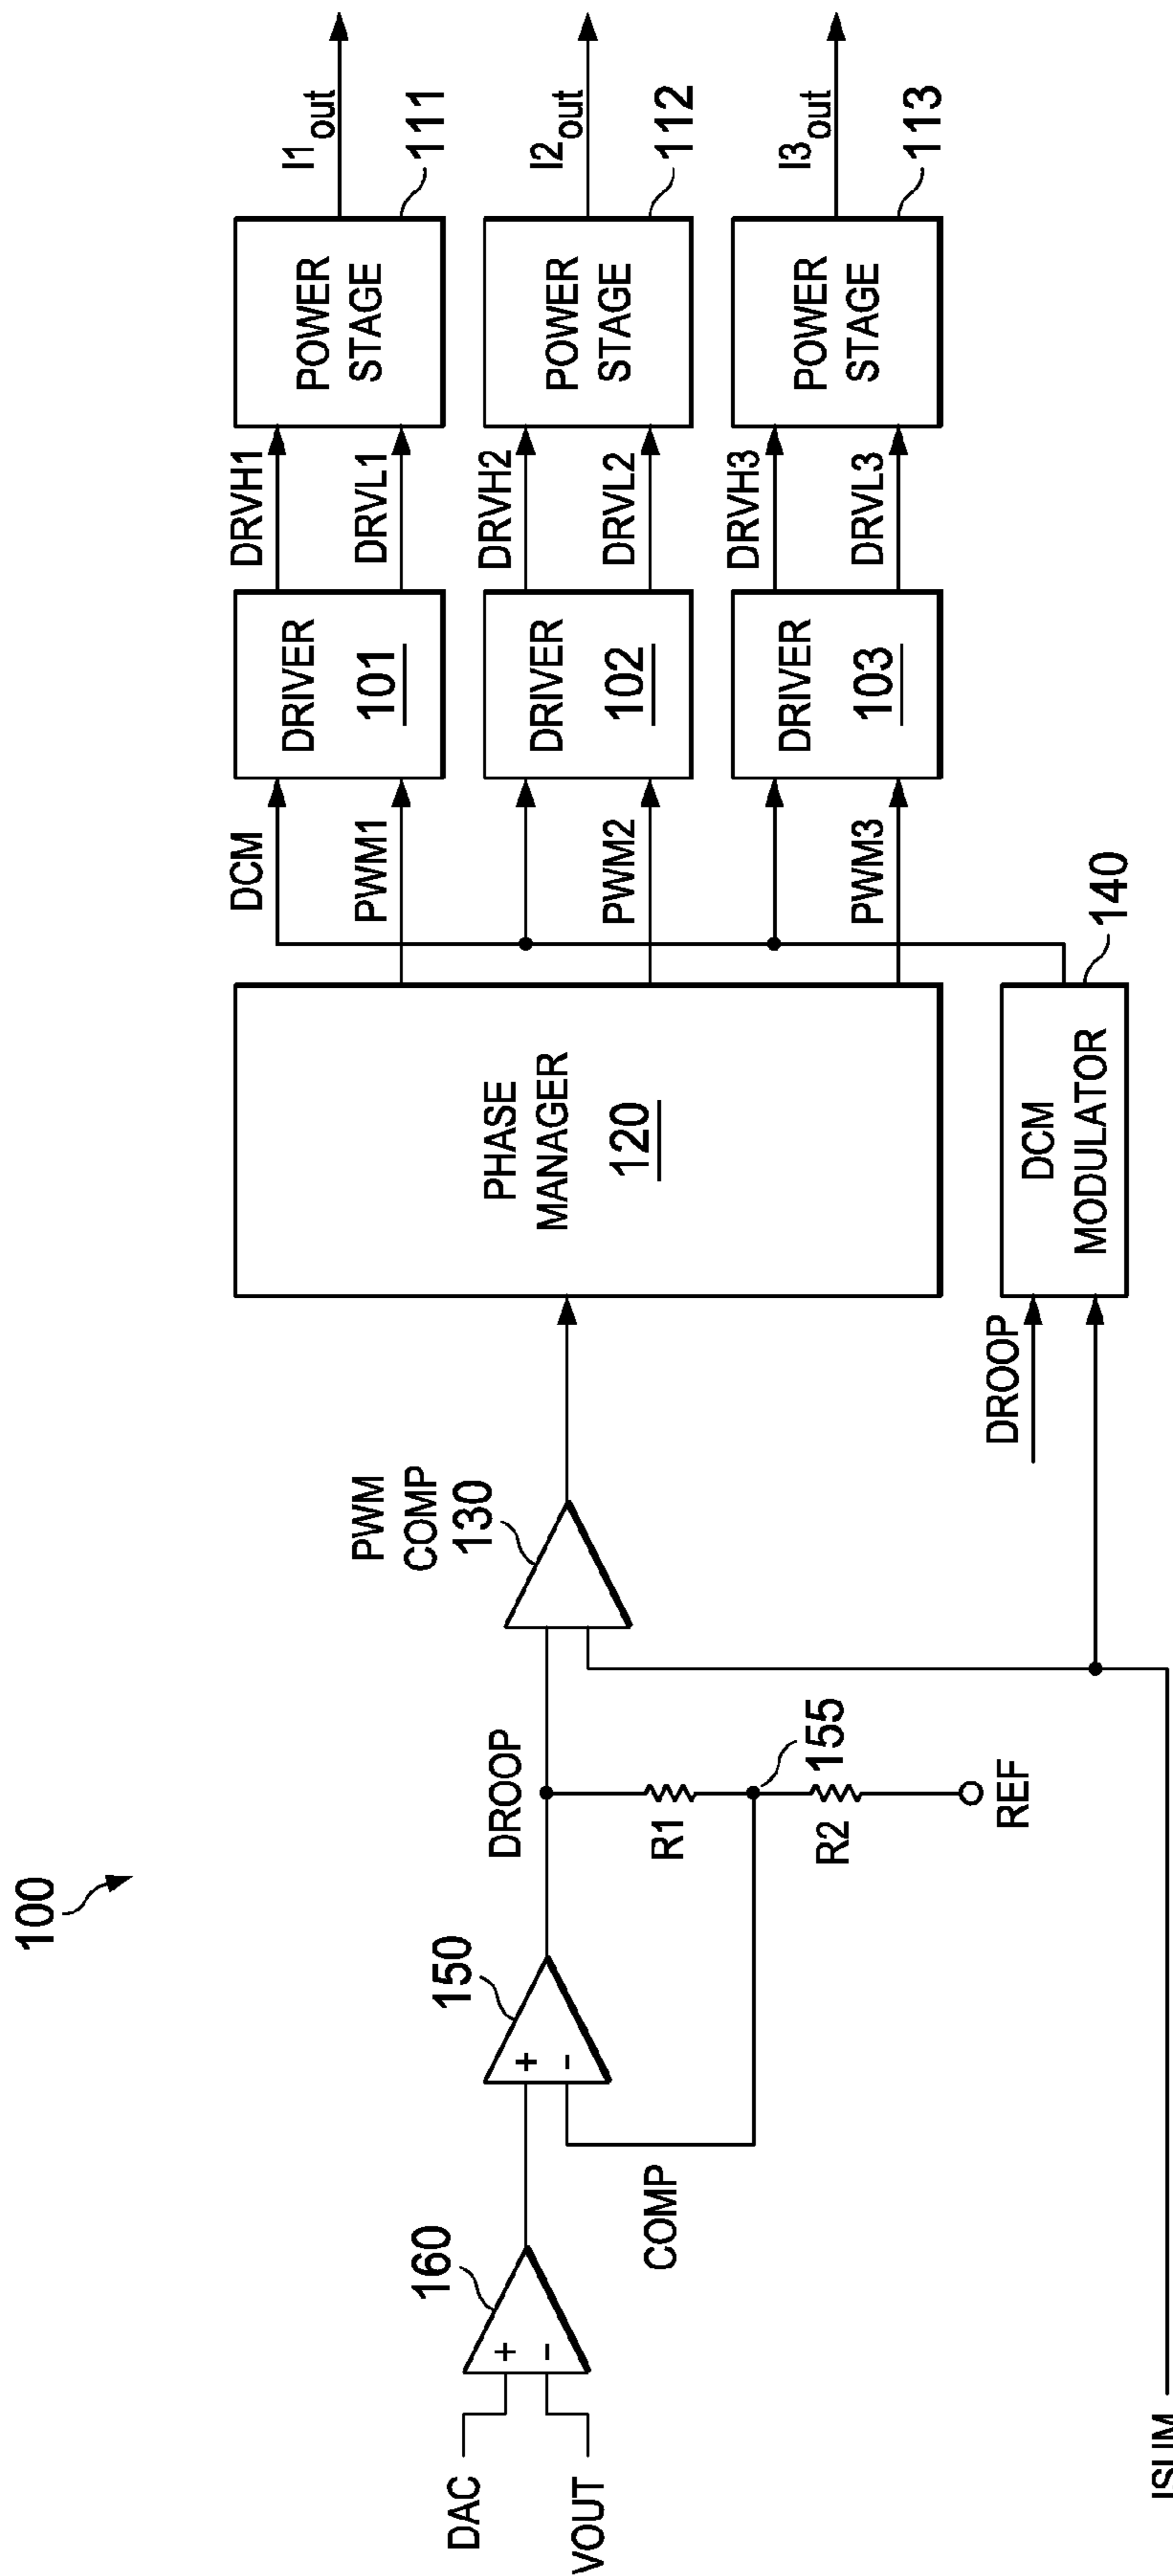 100
DAC
VOUT
160
+
-
COMP
150
+
-
DROOP
R1
155
R2
REF
PWM
COMP
130
ISUM
PHASE
MANAGER
120
DROOP
DCM
MODULATOR
140
DCM
PWM1
PWM2
PWM3
DRIVER
101
DRIVER
102
DRIVER
103
DRVH1
DRVL1
DRVH2
DRVL2
DRVH3
DRVL3
POWER
STAGE
POWER
STAGE
POWER
STAGE
I1out
111
I2out
112
I3out
113